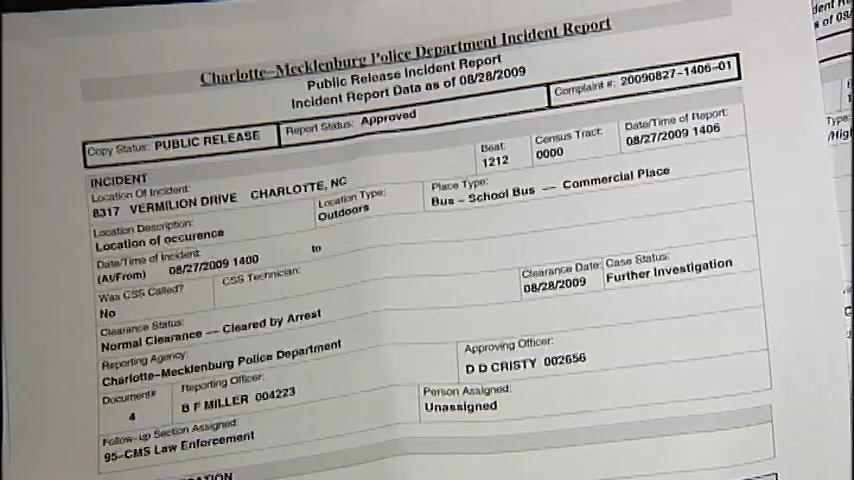 Charlotte-Mecklenburg Police Department Incident Report
Public Release Incident Report
Incident Report Data as of 08/28/2009
Copy Status: PUBLIC RELEASE Report Status: Approved Complaint #: 20090827-1406-01
INCIDENT
Location Of Incident: Beat: Census Tract: Date/Time of Report:
8317 VERMILION DRIVE CHARLOTTE, NC 1212 0000 08/27/2009 1406
Location Description: Location Type: Place Type:
Location of occurence Outdoors Bus - School Bus -- Commercial Place
Date/Time of Incident:
(At/From) 08/27/2009 1400 to
Was CSS Called? CSS Technician: Clearance Date: Case Status:
No 08/28/2009 Further Investigation
Clearance Status:
Normal Clearance -- Cleared by Arrest
Reporting Agency:
Charlotte-Mecklenburg Police Department
Document# Reporting Officer: Approving Officer:
4 B F MILLER 004223 D D CRISTY 002656
Follow-up Section Assigned: Person Assigned:
95-CMS Law Enforcement Unassigned